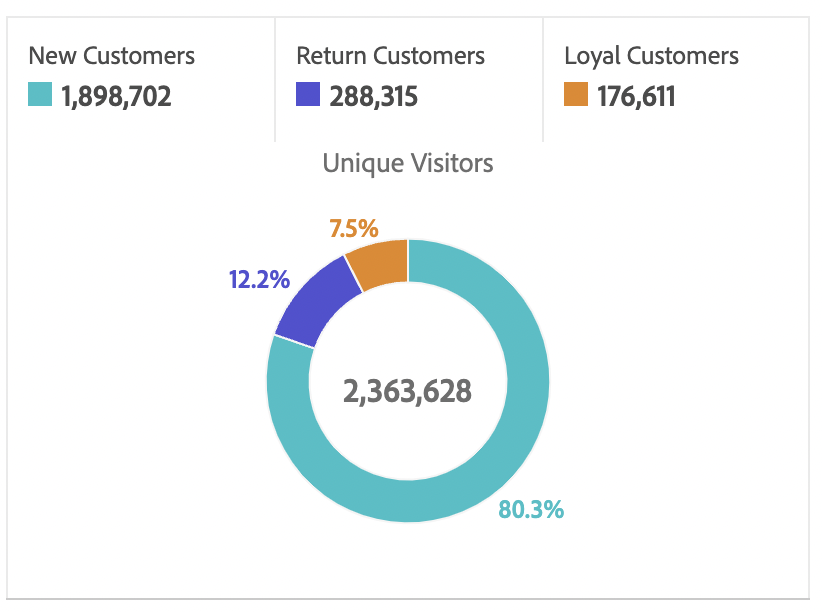 New Customers
1,898,702
Return Customers
288,315
Loyal Customers
176,611
Unique Visitors
7.5%
12.2%
2,363,628
80.3%